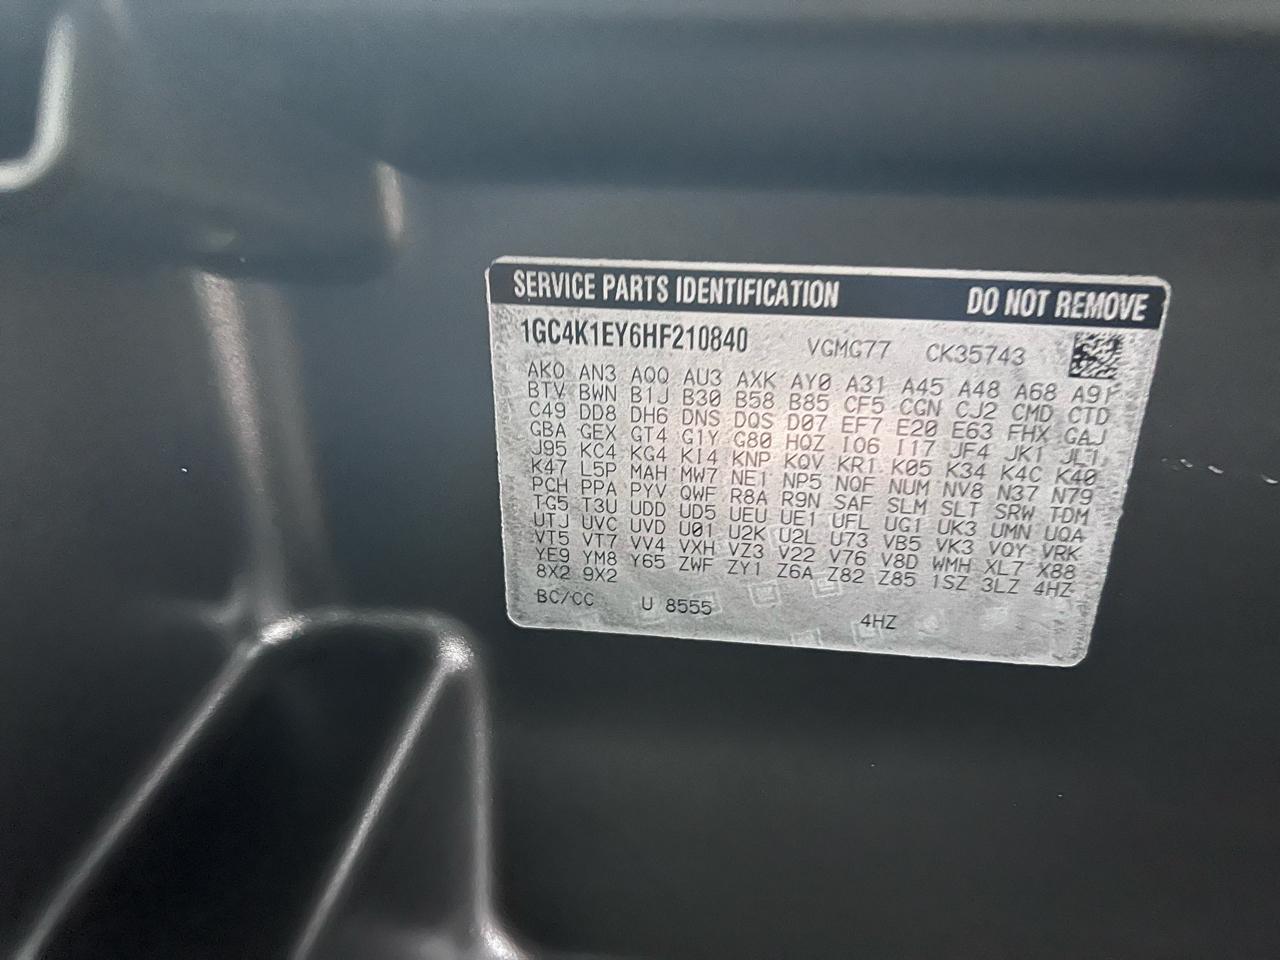 SERVICE PARTS IDENTIFICATION DO NOT REMOVE
1GC4K1EY6HF210840 VGMG77 CK35743
AKO AN3 AQQ AU3 AXK AY0 A31 A45 A48 A68 A91
BTV BWN B1J B30 B58 B85 CF5 CGN CJ2 CMD CTD
C49 DD8 DH6 DNS DQS D07 EF7 E20 E63 FHX GAJ
GBA GEX GT4 G1Y G80 HQZ I06 I17 JF4 JK1 JL1
J95 KC4 KG4 KI4 KNP KQV KR1 K05 K34 K4C K40
K47 L5P MAH MW7 NE1 NP5 NQF NUM NV8 N37 N79
PCH PPA PYV QWF R8A R9N SAF SLM SLT SRW TDM
TG5 T3U UDD UD5 UEU UE1 UFL UG1 UK3 UMN UQA
UTJ UVC UVD U01 U2K U2L U73 VB5 VK3 VQY VRK
VT5 VT7 VV4 VXH VZ3 V22 V76 V8D WMH XL7 X88
YE9 YM8 Y65 ZWF ZY1 Z6A Z82 Z85 1SZ 3LZ 4HZ
8X2 9X2
BC/CC U 8555 4HZ